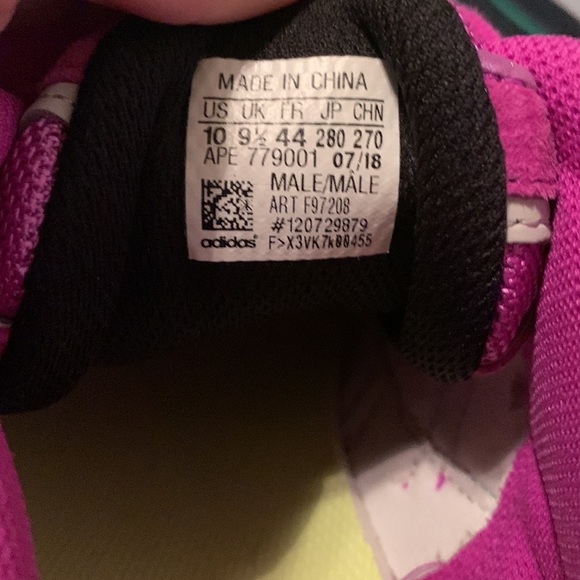 MADE IN CHINA
US UK FR JP CHN
10 9½ 44 280 270
APE 779001 07/18
MALE/MÂLE
ART F97208
#120729879
adidas F>X3VK7k88455